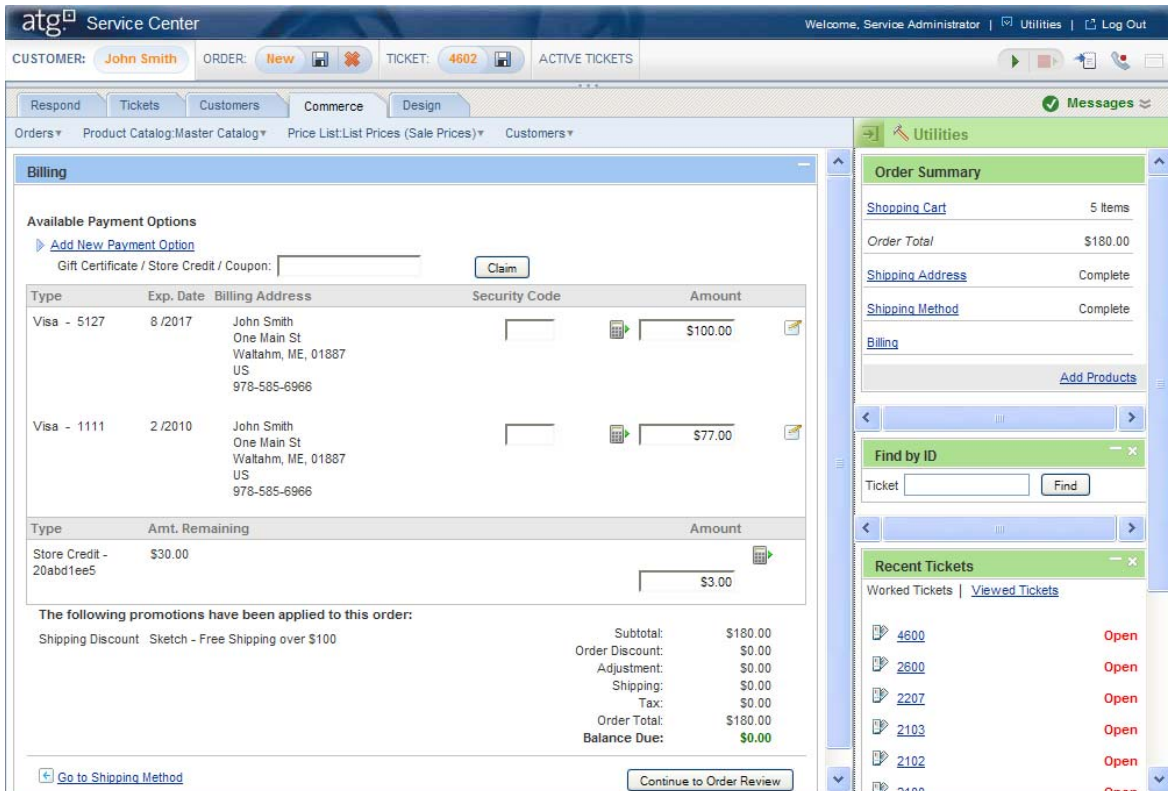 atg Service Center
Welcome, Service Administrator | Utilities | Log Out
CUSTOMER: John Smith ORDER: New TICKET: 4602 ACTIVE TICKETS
Respond Tickets Customers Commerce Design
Messages
Orders Product Catalog:Master Catalog Price List:List Prices (Sale Prices) Customers
Billing
Available Payment Options
Add New Payment Option
Gift Certificate / Store Credit / Coupon: Claim
Type Exp. Date Billing Address Security Code Amount
Visa - 5127 8 /2017 John Smith $100.00
One Main St
Waltahm, ME, 01887
US
978-585-6966
Visa - 1111 2 /2010 John Smith $77.00
One Main St
Waltahm, ME, 01887
US
978-585-6966
Type Amt. Remaining Amount
Store Credit - $30.00
20abd1ee5
$3.00
The following promotions have been applied to this order:
Shipping Discount Sketch - Free Shipping over $100
Subtotal: $180.00
Order Discount: $0.00
Adjustment: $0.00
Shipping: $0.00
Tax: $0.00
Order Total: $180.00
Balance Due: $0.00
Go to Shipping Method
Continue to Order Review
Utilities
Order Summary
Shopping Cart 5 Items
Order Total $180.00
Shipping Address Complete
Shipping Method Complete
Billing
Add Products
Find by ID
Ticket Find
Recent Tickets
Worked Tickets | Viewed Tickets
4600 Open
2600 Open
2207 Open
2103 Open
2102 Open